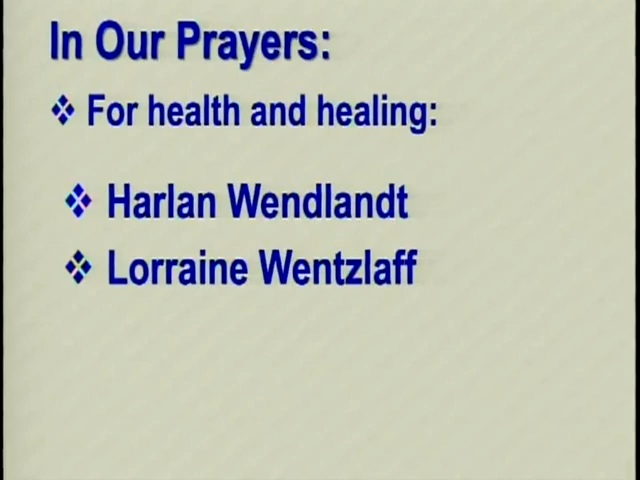 In Our Prayers:
❖ For health and healing:
❖ Harlan Wendlandt
❖ Lorraine Wentzlaff